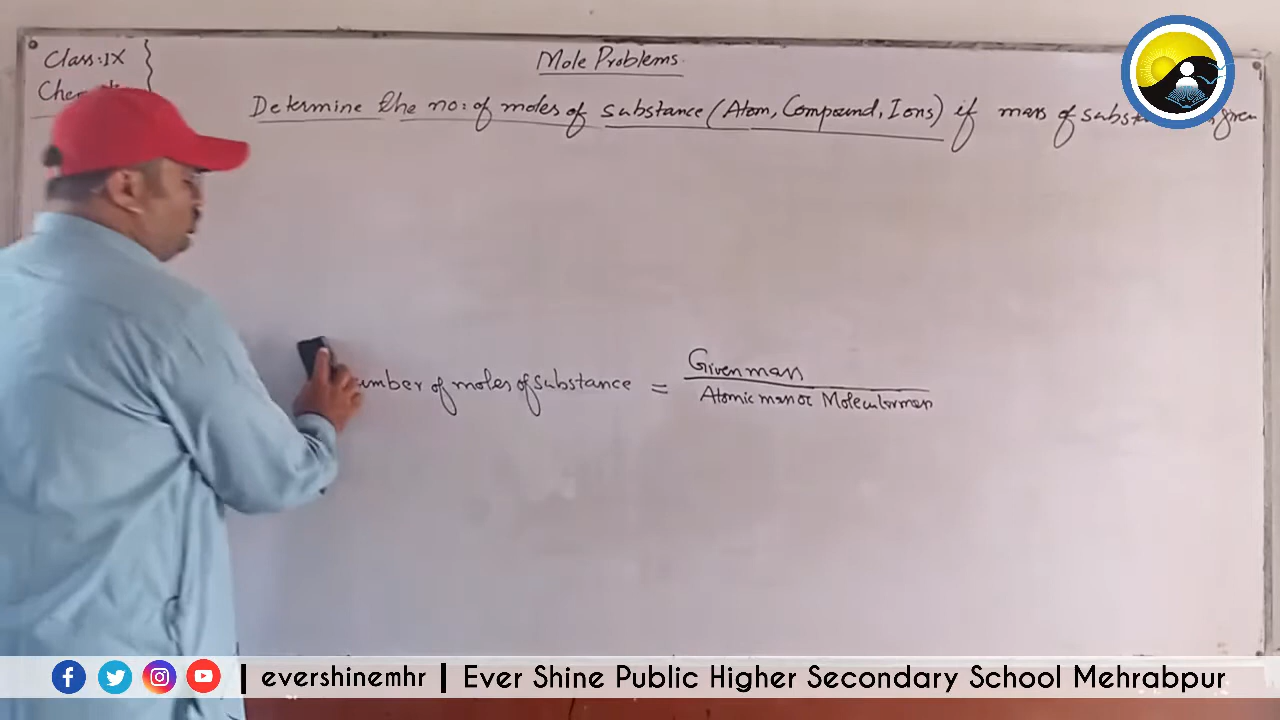 Class:IX
Mole Problems
Determine the no: of moles of substance (Atom, Compound, Ions) if mass of given
umber of moles of substance = Given mass
Atomic mass or Molecular mass
evershinemhr | Ever Shine Public Higher Secondary School Mehrabpur